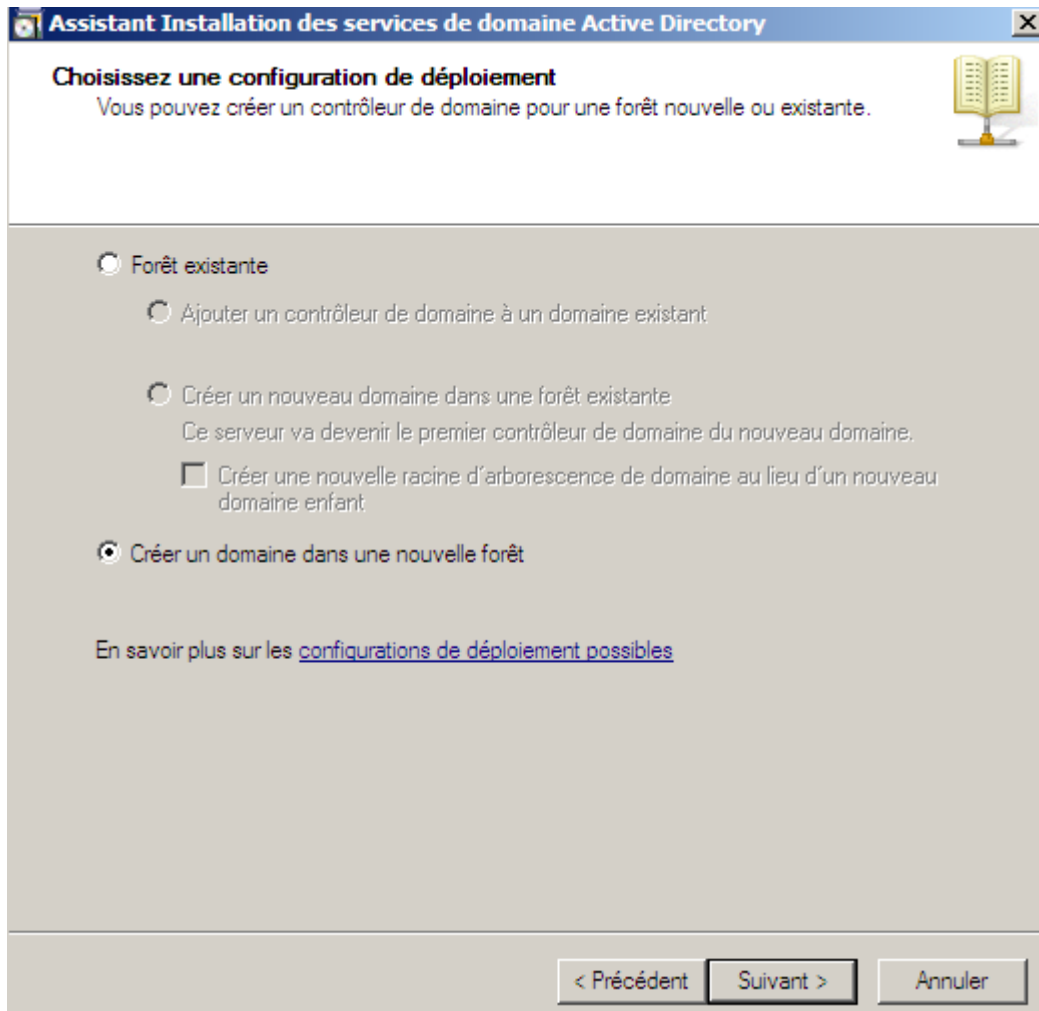 Assistant Installation des services de domaine Active Directory
Choisissez une configuration de déploiement
Vous pouvez créer un contrôleur de domaine pour une forêt nouvelle ou existante.
Forêt existante
Ajouter un contrôleur de domaine à un domaine existant
Créer un nouveau domaine dans une forêt existante
Ce serveur va devenir le premier contrôleur de domaine du nouveau domaine.
Créer une nouvelle racine d'arborescence de domaine au lieu d'un nouveau
domaine enfant
Créer un domaine dans une nouvelle forêt
En savoir plus sur les configurations de déploiement possibles
< Précédent Suivant > Annuler